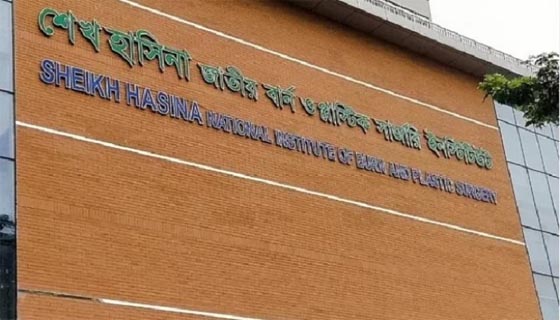 শেখ হাসিনা জাতীয় বার্ন ও প্লাস্টিক সার্জারি ইনস্টিটিউট
SHEIKH HASINA NATIONAL INSTITUTE OF BURN AND PLASTIC SURGERY